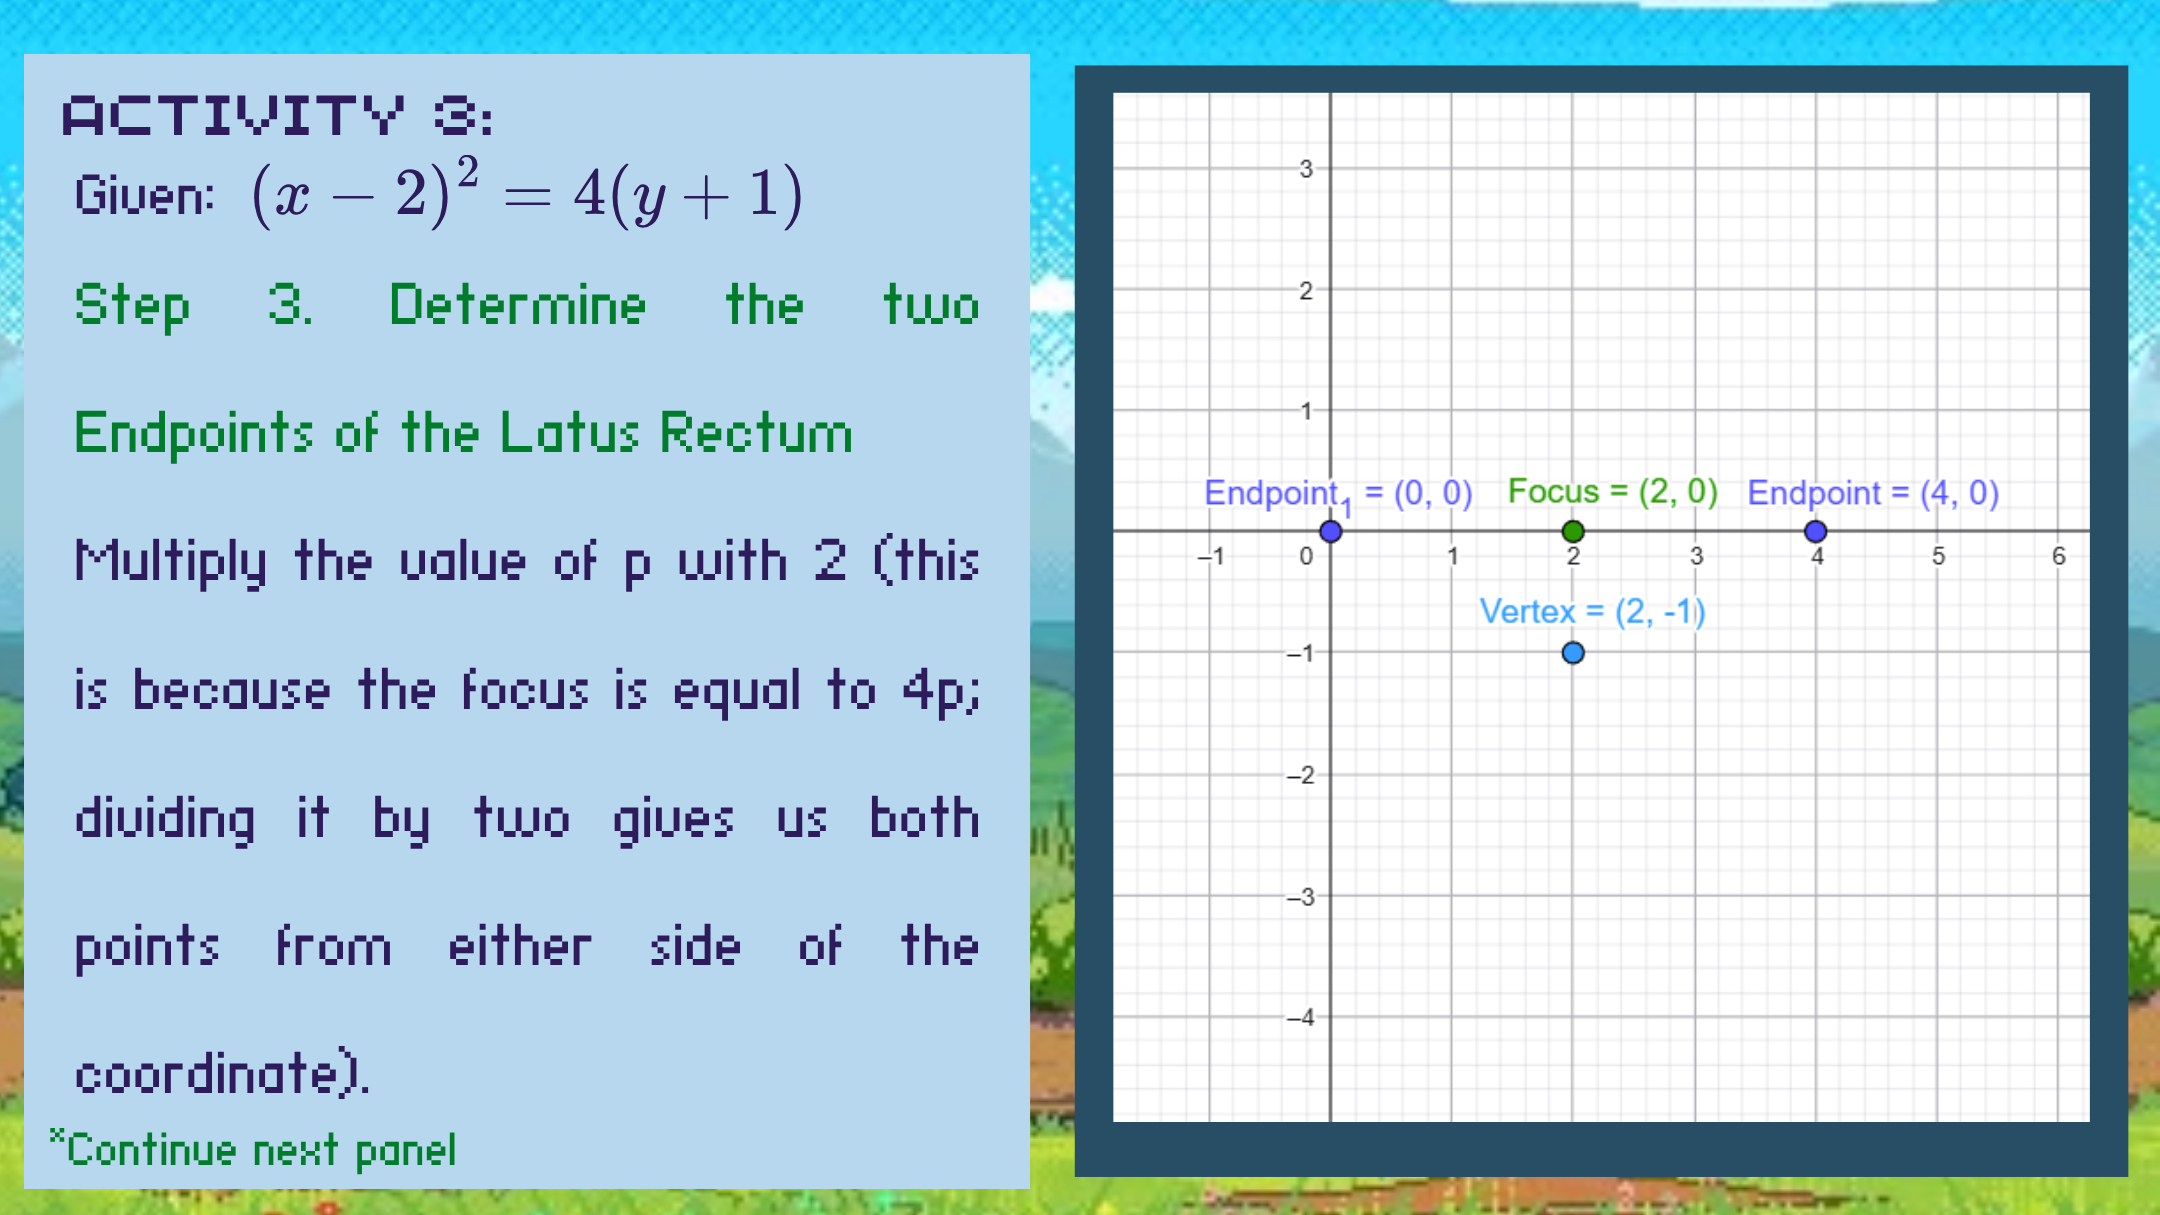 ACTIVITY 3:
Given: (x − 2)² = 4(y + 1)
Step 3. Determine the two
Endpoints of the Latus Rectum
Multiply the value of p with 2 (this
is because the focus is equal to 4p;
dividing it by two gives us both
points from either side of the
coordinate).
*Continue next panel
3
2
1
Endpoint₁ = (0, 0) Focus = (2, 0) Endpoint = (4, 0)
–1 0 1 2 3 4 5 6
Vertex = (2, -1)
–1
–2
–3
–4